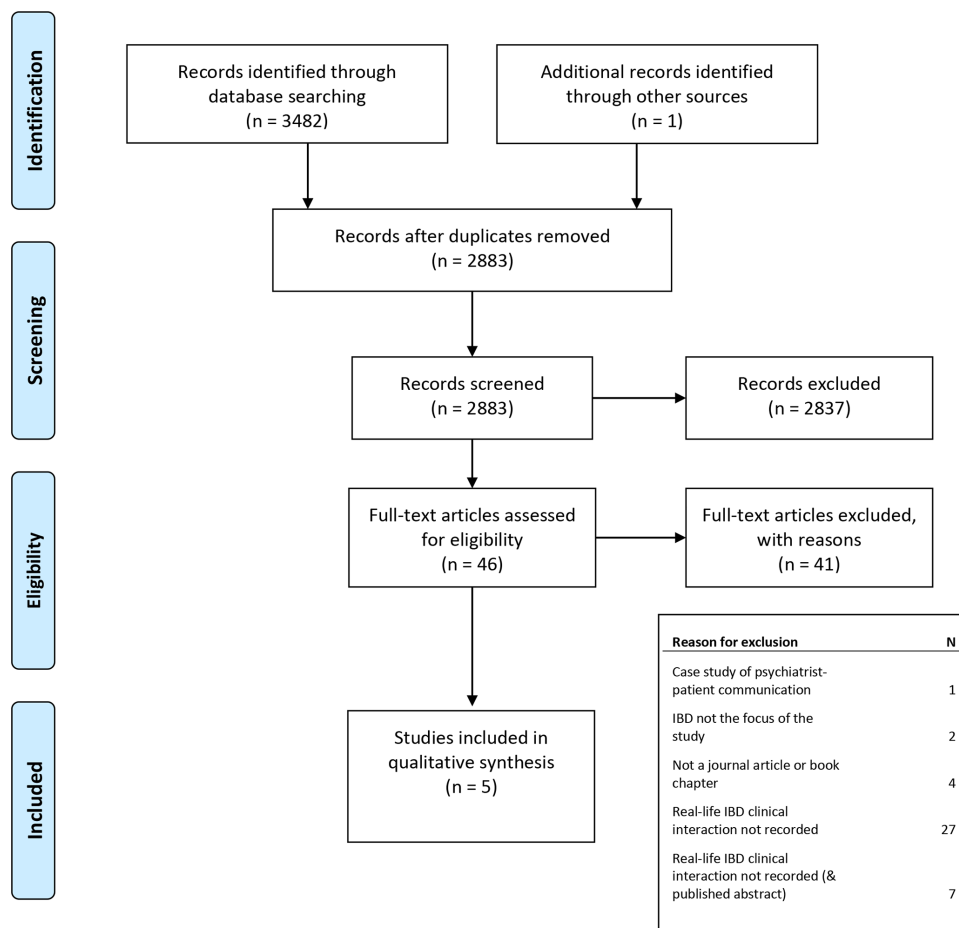 Identification
Records identified through
database searching
(n = 3482)
Additional records identified
through other sources
(n = 1)
Records after duplicates removed
(n = 2883)
Screening
Records screened
(n = 2883)
Records excluded
(n = 2837)
Eligibility
Full-text articles assessed
for eligibility
(n = 46)
Full-text articles excluded,
with reasons
(n = 41)
Reason for exclusion N
Case study of psychiatrist-
patient communication 1
IBD not the focus of the
study 2
Not a journal article or book
chapter 4
Real-life IBD clinical
interaction not recorded 27
Real-life IBD clinical
interaction not recorded (&
published abstract) 7
Included
Studies included in
qualitative synthesis
(n = 5)